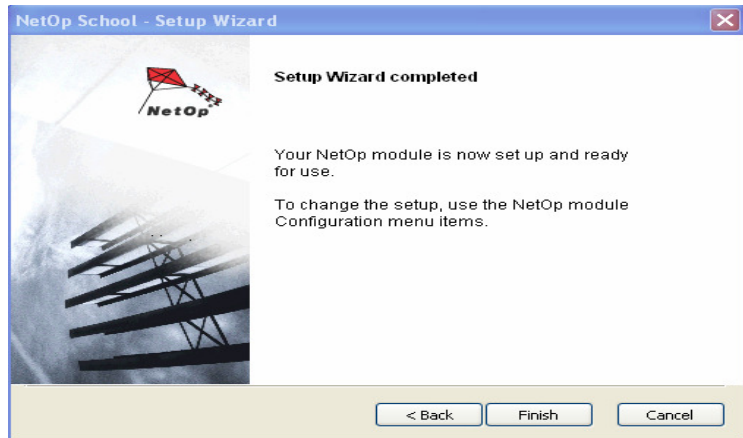 NetOp School - Setup Wizard
NetOp
Setup Wizard completed
Your NetOp module is now set up and ready
for use.
To change the setup, use the NetOp module
Configuration menu items.
< Back
Finish
Cancel